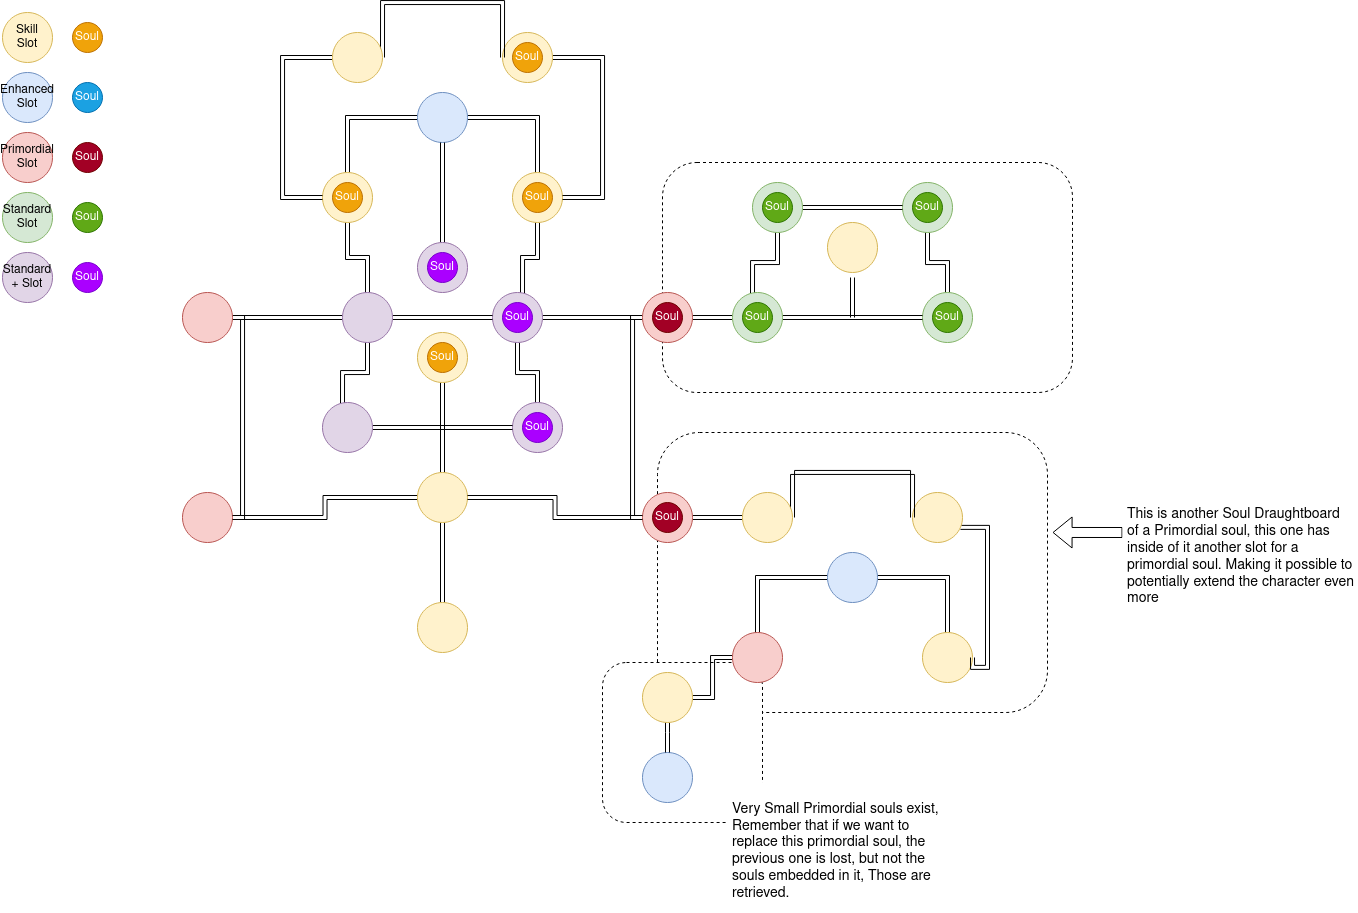 Skill
Slot
Soul
Enhanced
Slot
Soul
Primordial
Slot
Soul
Standard
Slot
Soul
Standard
+ Slot
Soul
Soul
Soul
Soul
Soul
Soul
Soul
Soul
Soul
Soul
Soul
Soul
Soul
Soul
This is another Soul Draughtboard
of a Primordial soul, this one has
inside of it another slot for a
primordial soul. Making it possible to
potentially extend the character even
more
Very Small Primordial souls exist,
Remember that if we want to
replace this primordial soul, the
previous one is lost, but not the
souls embedded in it, Those are
retrieved.